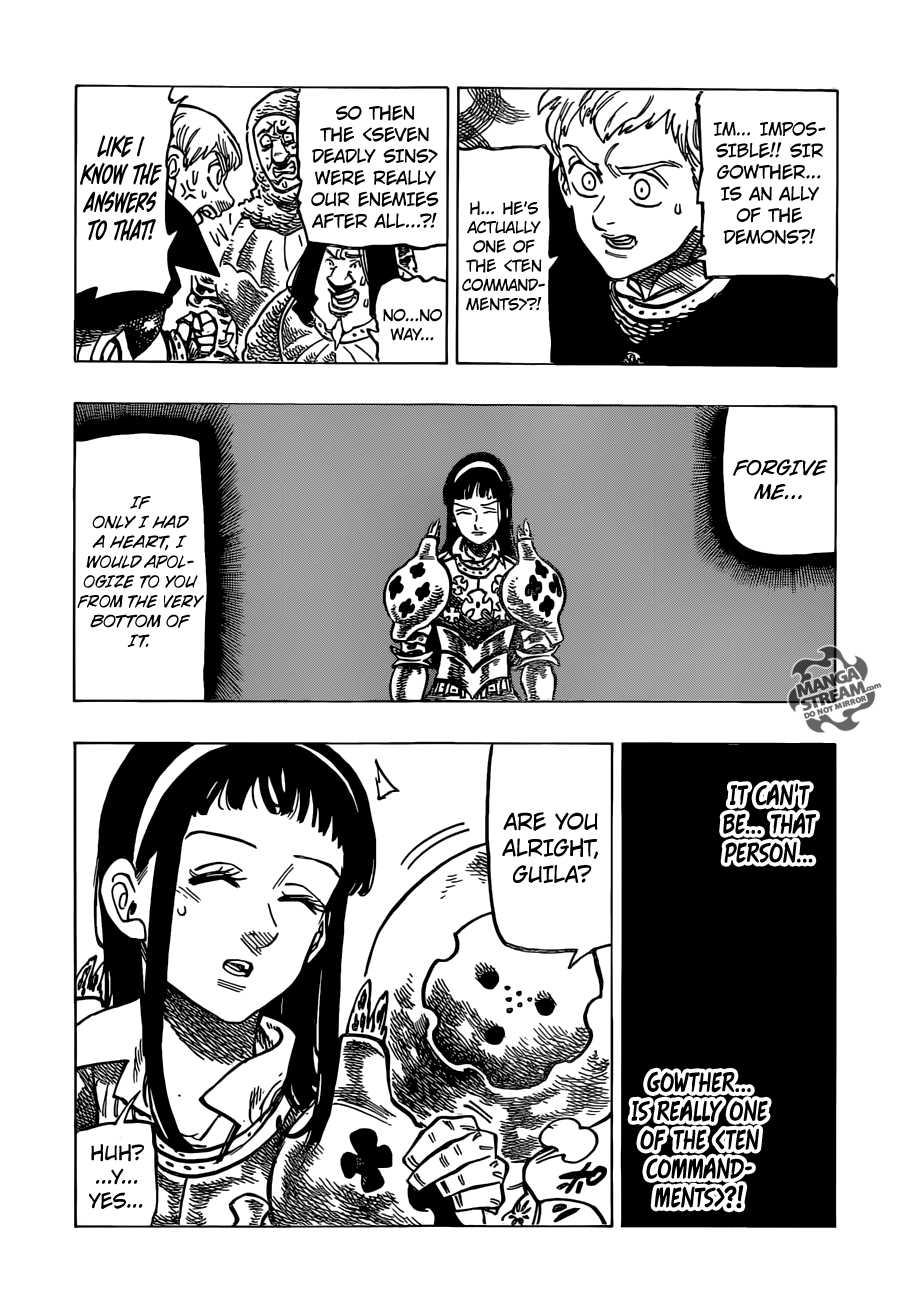 IM... IMPOS-
SIBLE!! SIR
GOWTHER...
IS AN ALLY
OF THE
DEMONS?!
H... HE'S
ACTUALLY
ONE OF
THE <TEN
COMMAND-
MENTS>?!
SO THEN
THE <SEVEN
DEADLY SINS>
WERE REALLY
OUR ENEMIES
AFTER ALL...?!
NO...NO
WAY...
LIKE I
KNOW THE
ANSWERS
TO THAT!
FORGIVE
ME...
IF
ONLY I HAD
A HEART, I
WOULD APOL-
OGIZE TO YOU
FROM THE VERY
BOTTOM OF
IT.
MANGA
STREAM.com
DO NOT MIRROR
IT CAN'T
BE... THAT
PERSON...
GOWTHER...
IS REALLY ONE
OF THE <TEN
COMMAND-
MENTS>?!
ARE YOU
ALRIGHT,
GUILA?
HUH?
...Y...
YES...